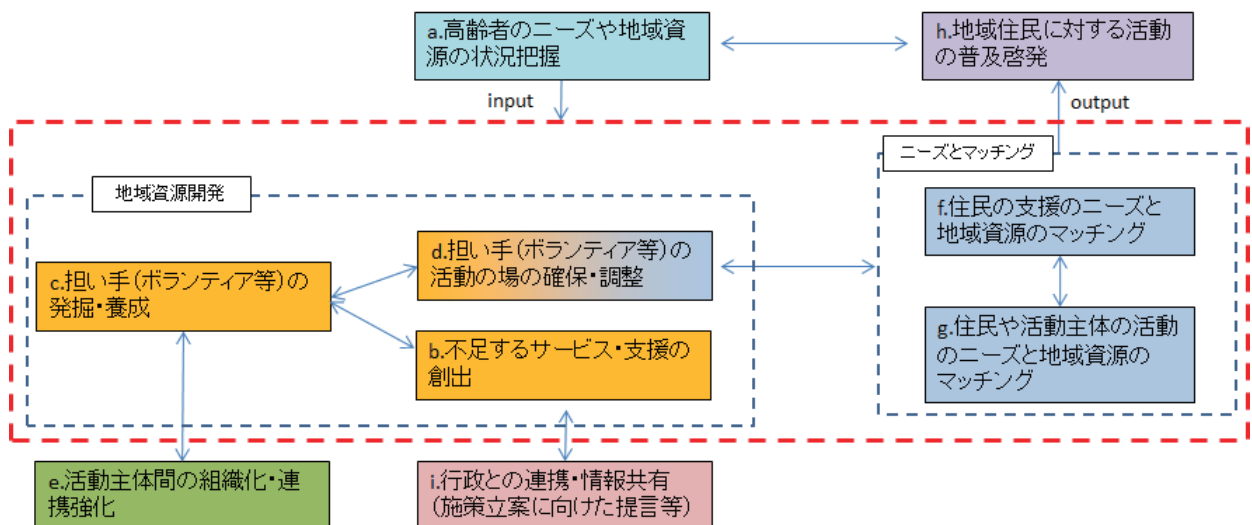 a.高齢者のニーズや地域資
源の状況把握
h.地域住民に対する活動
の普及啓発
input
output
ニーズとマッチング
地域資源開発
f.住民の支援のニーズと
地域資源のマッチング
d.担い手(ボランティア等)の
活動の場の確保・調整
c.担い手(ボランティア等)の
発掘・養成
g.住民や活動主体の活動
のニーズと地域資源の
マッチング
b.不足するサービス・支援の
創出
e.活動主体間の組織化・連
携強化
i.行政との連携・情報共有
(施策立案に向けた提言等)